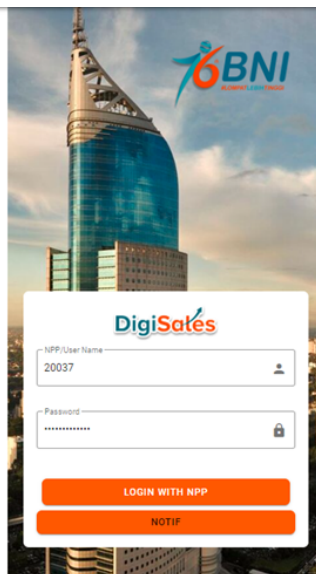 76 BNI
DigiSales
NPP/User Name
20037
Password
•••••••••••••
LOGIN WITH NPP
NOTIF